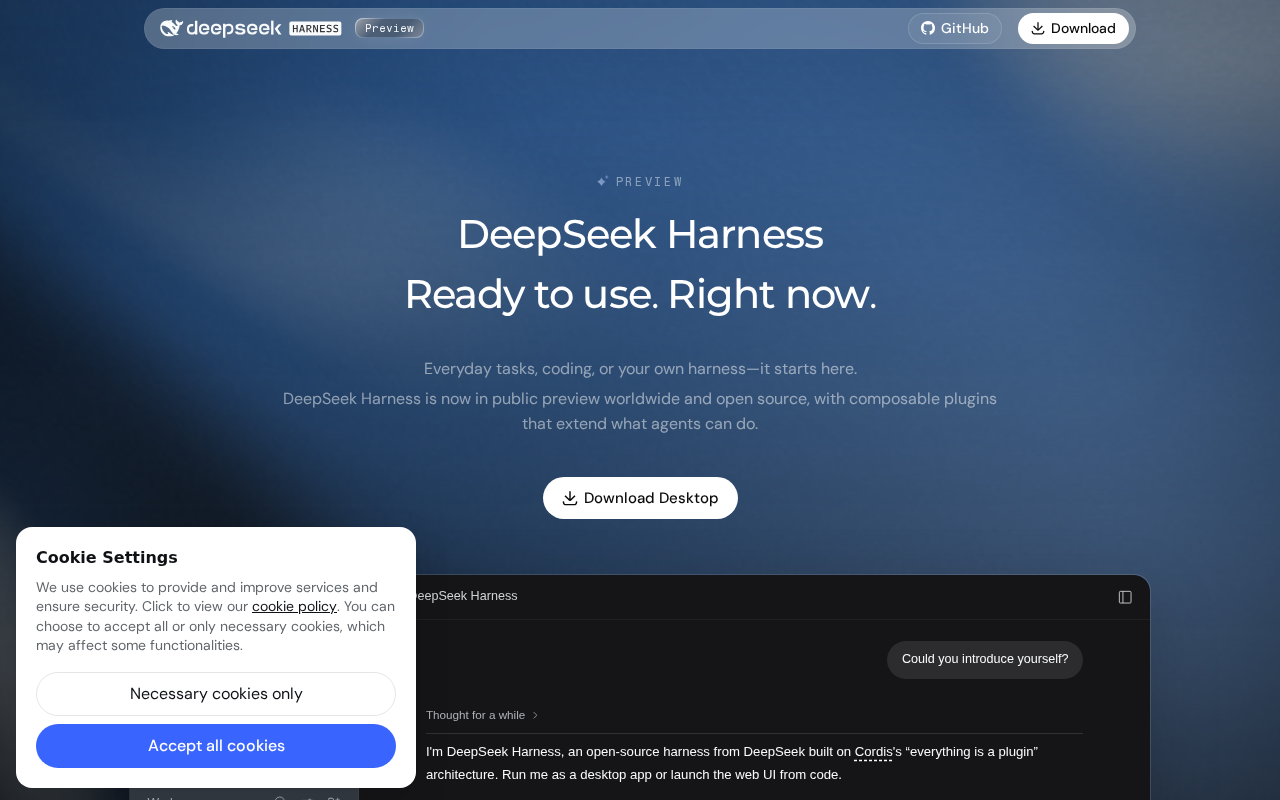 deepseek HARNESS Preview GitHub Download
PREVIEW
DeepSeek Harness
Ready to use. Right now.
Everyday tasks, coding, or your own harness—it starts here.
DeepSeek Harness is now in public preview worldwide and open source, with composable plugins
that extend what agents can do.
Download Desktop
Cookie Settings
We use cookies to provide and improve services and
ensure security. Click to view our cookie policy. You can
choose to accept all or only necessary cookies, which
may affect some functionalities.
Necessary cookies only
Accept all cookies
DeepSeek Harness
Could you introduce yourself?
Thought for a while
I'm DeepSeek Harness, an open-source harness from DeepSeek built on Cordis's “everything is a plugin”
architecture. Run me as a desktop app or launch the web UI from code.